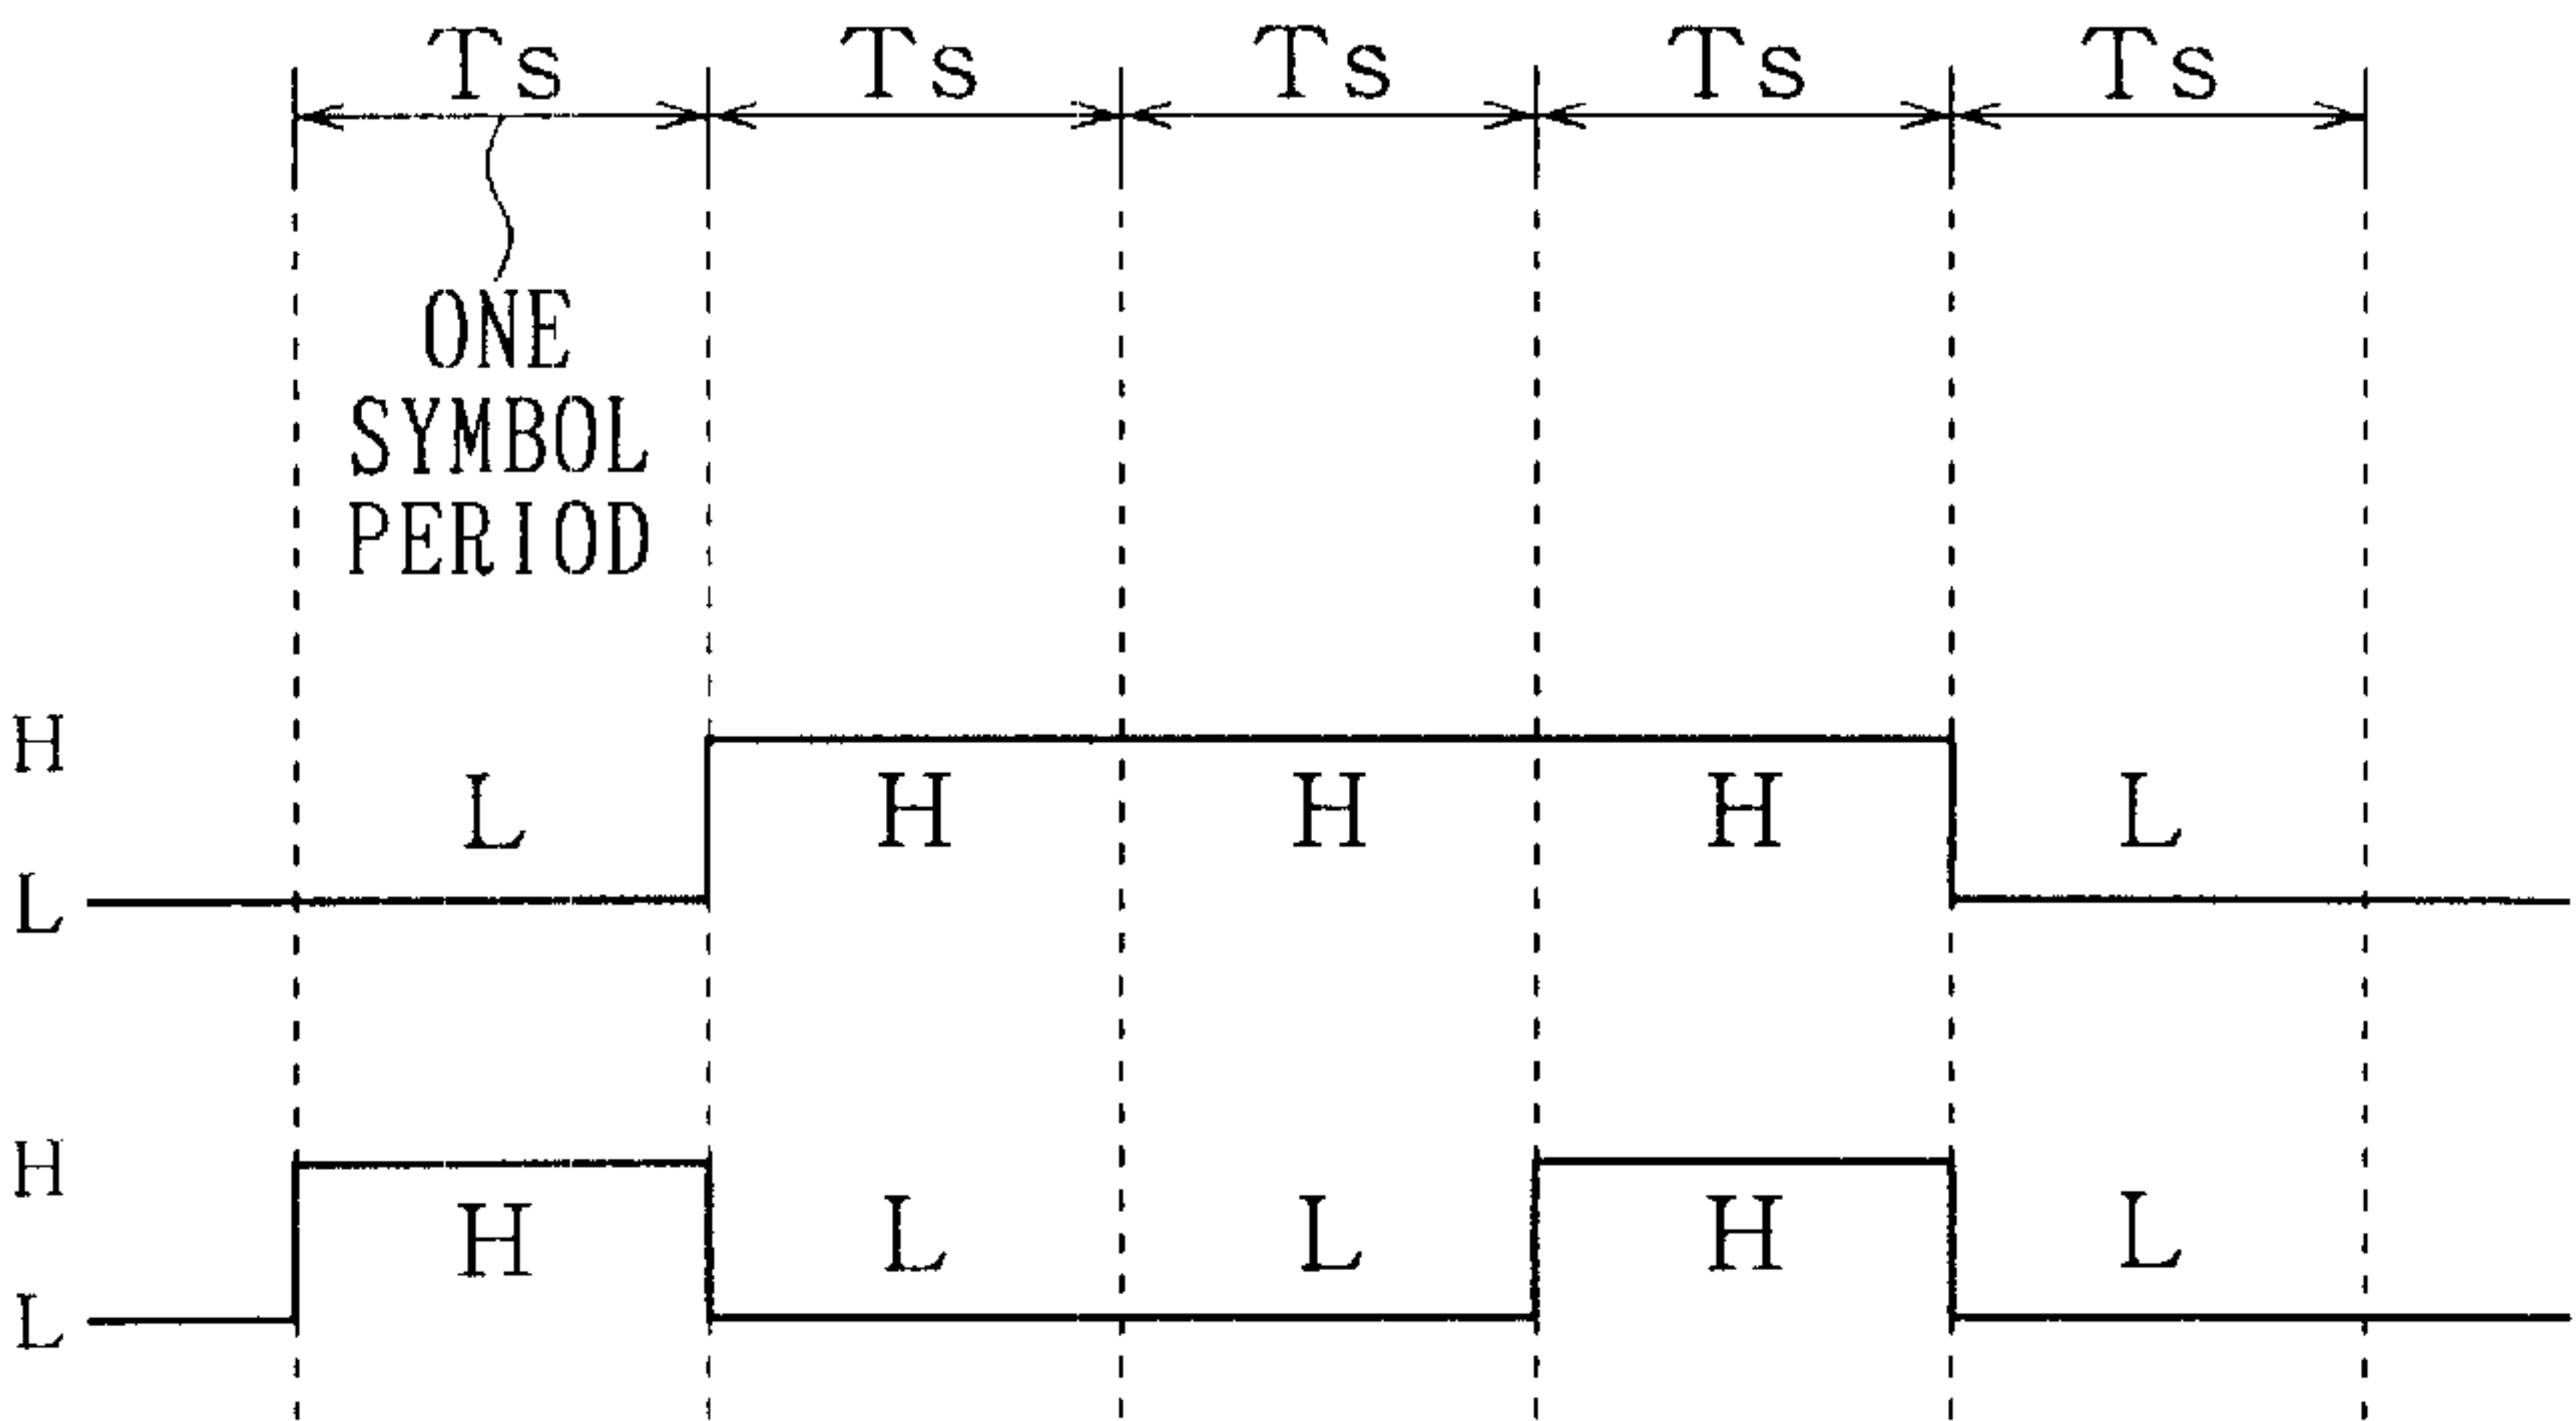 Ts Ts Ts Ts Ts
ONE
SYMBOL
PERIOD
H
L H H H L
L
H
H L L H L
L